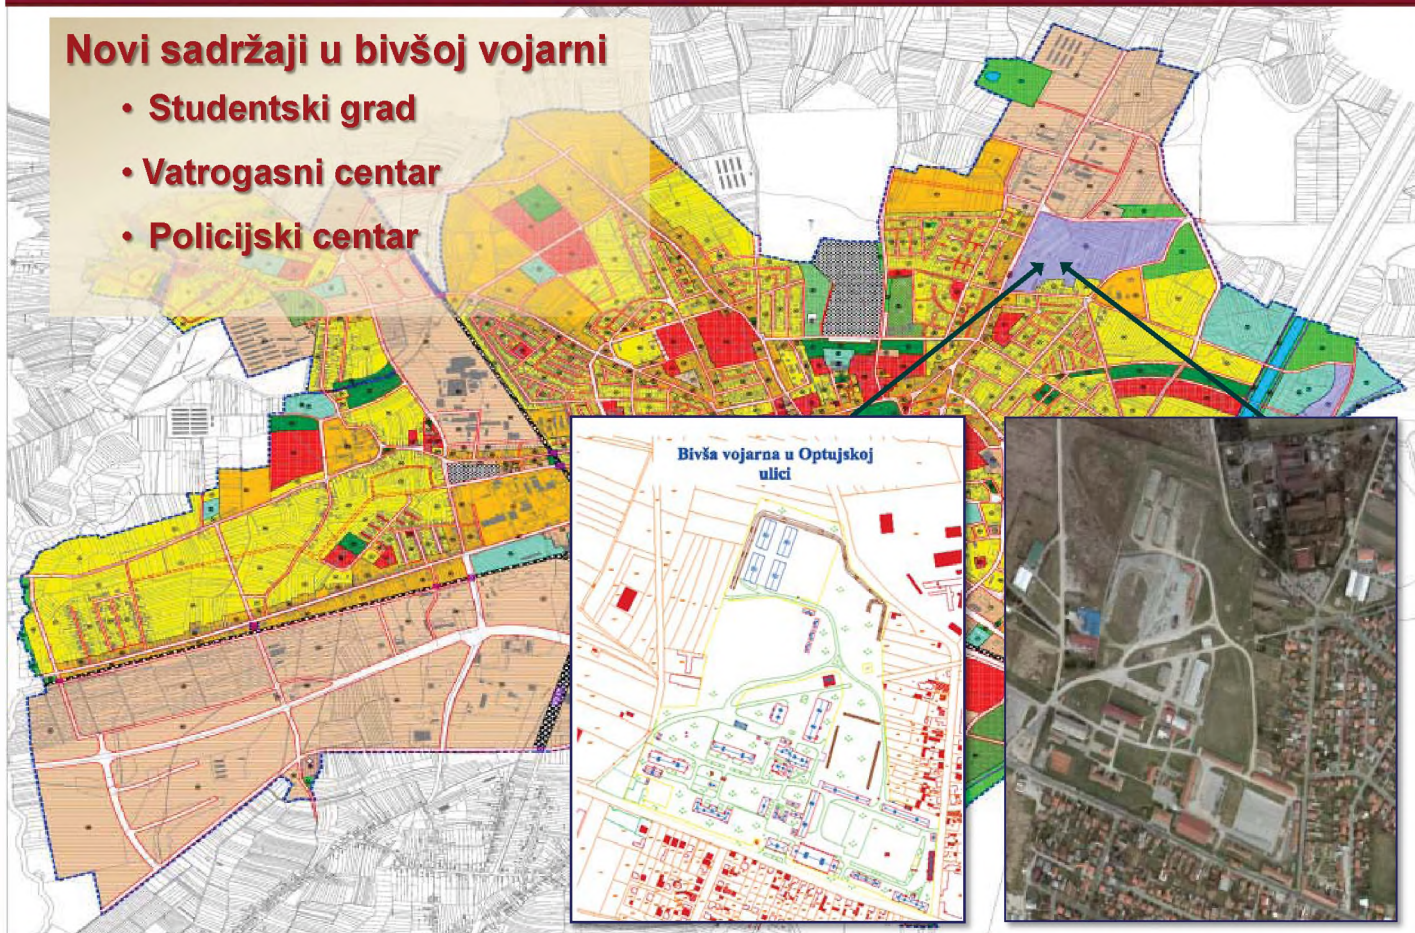 Novi sadržaji u bivšoj vojarni
• Studentski grad
• Vatrogasni centar
• Policijski centar
Bivša vojarna u Optujskoj
ulici